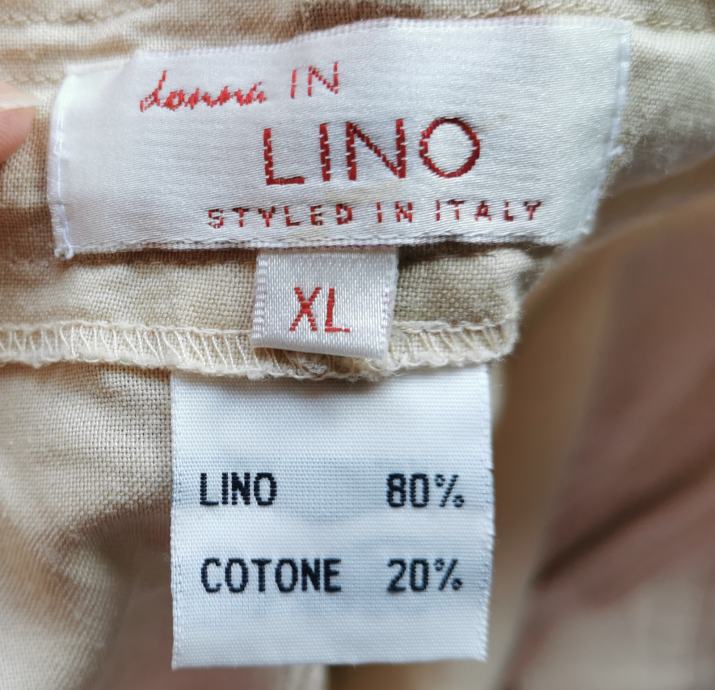 donna IN
LINO
STYLED IN ITALY
XL
LINO 80%
COTONE 20%